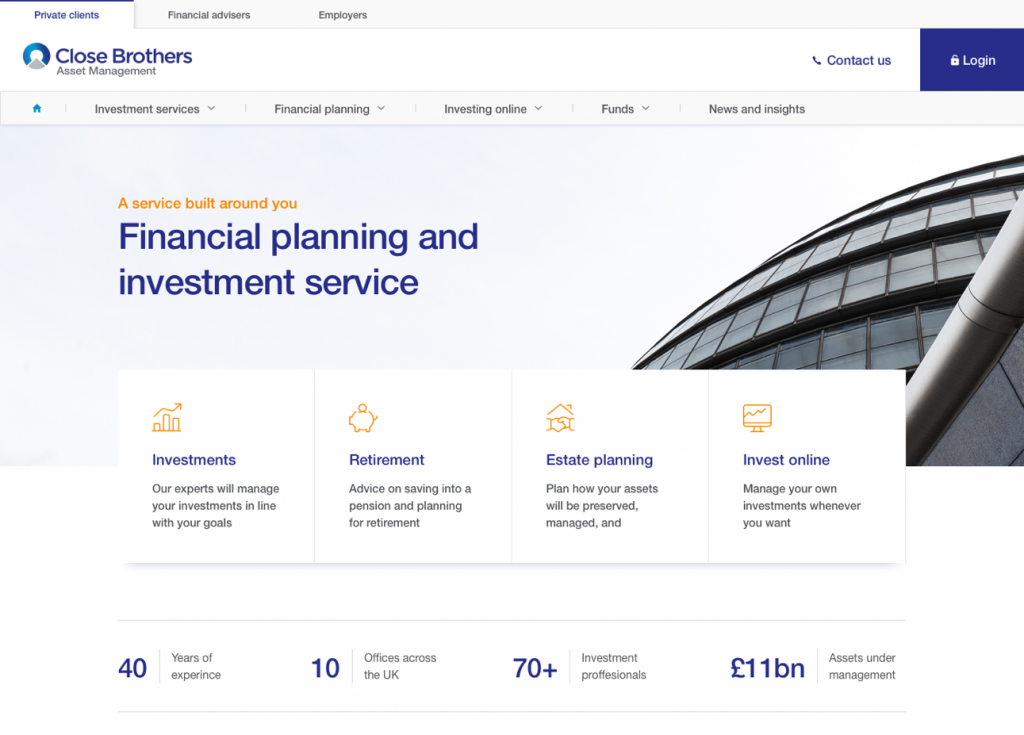 Private clients
Financial advisers
Employers
Close Brothers
Asset Management
Contact us
Login
Investment services
Financial planning
Investing online
Funds
News and insights
A service built around you
Financial planning and
investment service
Investments
Our experts will manage
your investments in line
with your goals
Retirement
Advice on saving into a
pension and planning
for retirement
Estate planning
Plan how your assets
will be preserved,
managed, and
Invest online
Manage your own
investments whenever
you want
40
Years of
experince
10
Offices across
the UK
70+
Investment
proffesionals
£11bn
Assets under
management